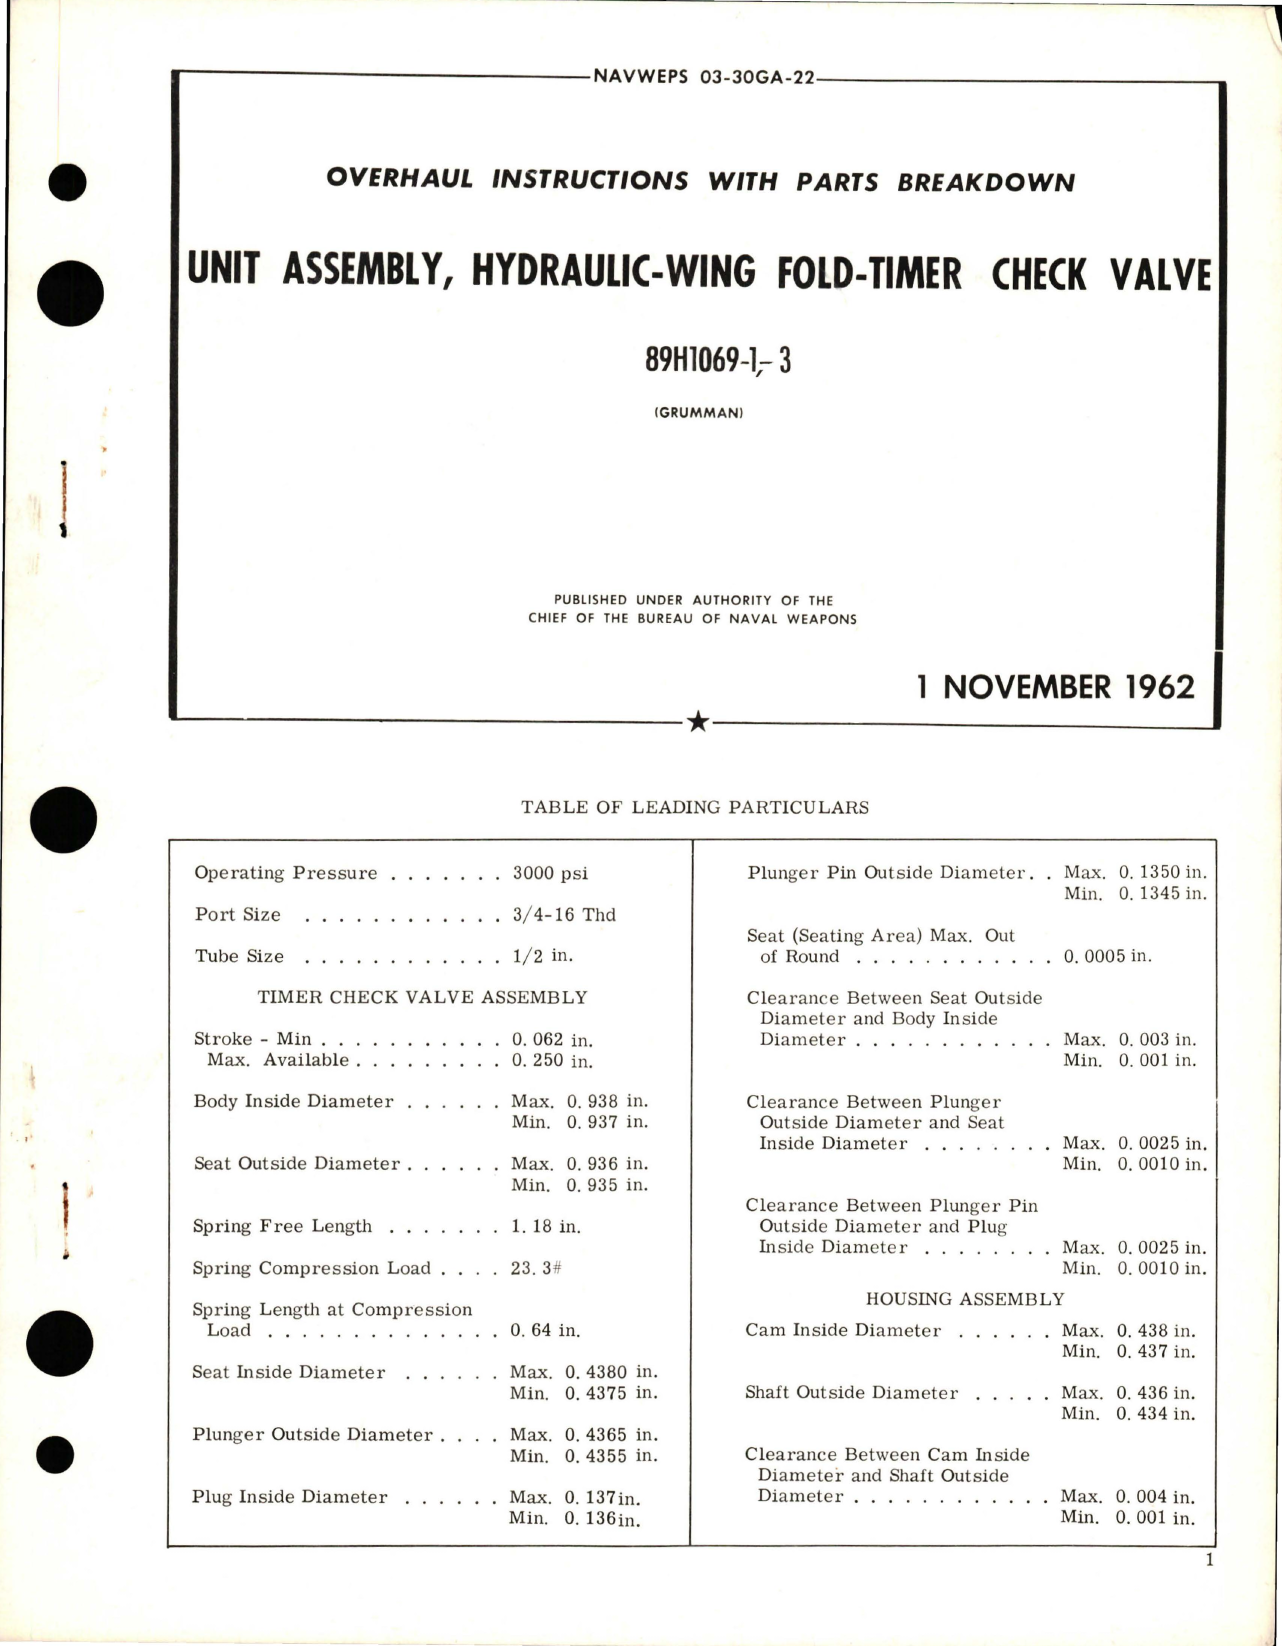 NAVWEPS 03-30GA-22
OVERHAUL INSTRUCTIONS WITH PARTS BREAKDOWN
UNIT ASSEMBLY, HYDRAULIC-WING FOLD-TIMER CHECK VALVE
89H1069-1,-3
(GRUMMAN)
PUBLISHED UNDER AUTHORITY OF THE
CHIEF OF THE BUREAU OF NAVAL WEAPONS
1 NOVEMBER 1962
TABLE OF LEADING PARTICULARS
Operating Pressure . . . . . . . 3000 psi
Port Size . . . . . . . . . . . . 3/4-16 Thd
Tube Size . . . . . . . . . . . . 1/2 in.
TIMER CHECK VALVE ASSEMBLY
Stroke - Min . . . . . . . . . . . 0.062 in.
Max. Available . . . . . . . . . 0.250 in.
Body Inside Diameter . . . . . . Max. 0.938 in.
Min. 0.937 in.
Seat Outside Diameter . . . . . . Max. 0.936 in.
Min. 0.935 in.
Spring Free Length . . . . . . . 1.18 in.
Spring Compression Load . . . . 23.3#
Spring Length at Compression
Load . . . . . . . . . . . . . . 0.64 in.
Seat Inside Diameter . . . . . . Max. 0.4380 in.
Min. 0.4375 in.
Plunger Outside Diameter . . . . Max. 0.4365 in.
Min. 0.4355 in.
Plug Inside Diameter . . . . . . Max. 0.137in.
Min. 0.136in.
Plunger Pin Outside Diameter . . Max. 0.1350 in.
Min. 0.1345 in.
Seat (Seating Area) Max. Out
of Round . . . . . . . . . . . . 0.0005 in.
Clearance Between Seat Outside
Diameter and Body Inside
Diameter . . . . . . . . . . . . Max. 0.003 in.
Min. 0.001 in.
Clearance Between Plunger
Outside Diameter and Seat
Inside Diameter . . . . . . . . Max. 0.0025 in.
Min. 0.0010 in.
Clearance Between Plunger Pin
Outside Diameter and Plug
Inside Diameter . . . . . . . . Max. 0.0025 in.
Min. 0.0010 in.
HOUSING ASSEMBLY
Cam Inside Diameter . . . . . . Max. 0.438 in.
Min. 0.437 in.
Shaft Outside Diameter . . . . . Max. 0.436 in.
Min. 0.434 in.
Clearance Between Cam Inside
Diameter and Shaft Outside
Diameter . . . . . . . . . . . . Max. 0.004 in.
Min. 0.001 in.
1